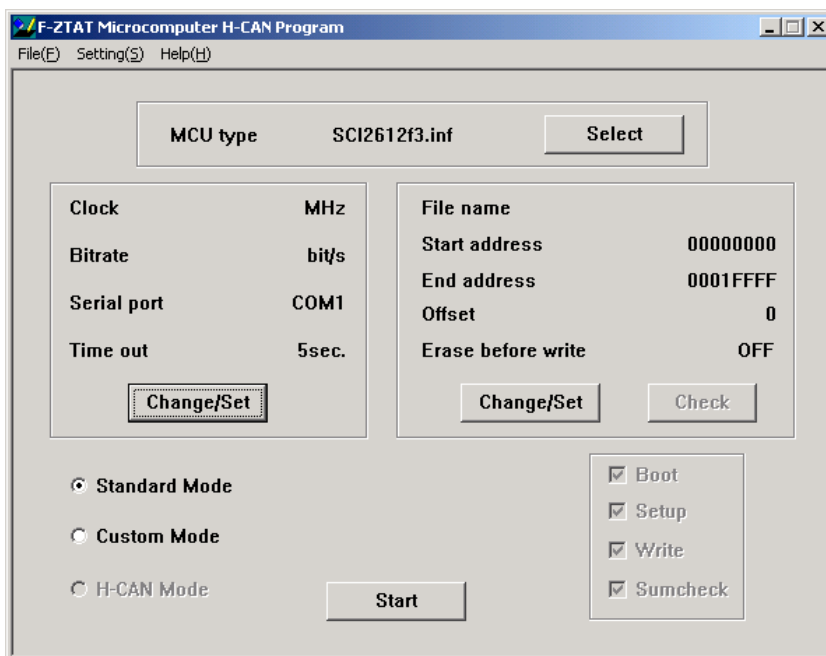 F-ZTAT Microcomputer H-CAN Program
File(F) Setting(S) Help(H)
MCU type SCI2612f3.inf Select
Clock MHz
Bitrate bit/s
Serial port COM1
Time out 5sec.
Change/Set
File name
Start address 00000000
End address 0001FFFF
Offset 0
Erase before write OFF
Change/Set Check
Standard Mode
Custom Mode
H-CAN Mode
Start
Boot
Setup
Write
Sumcheck